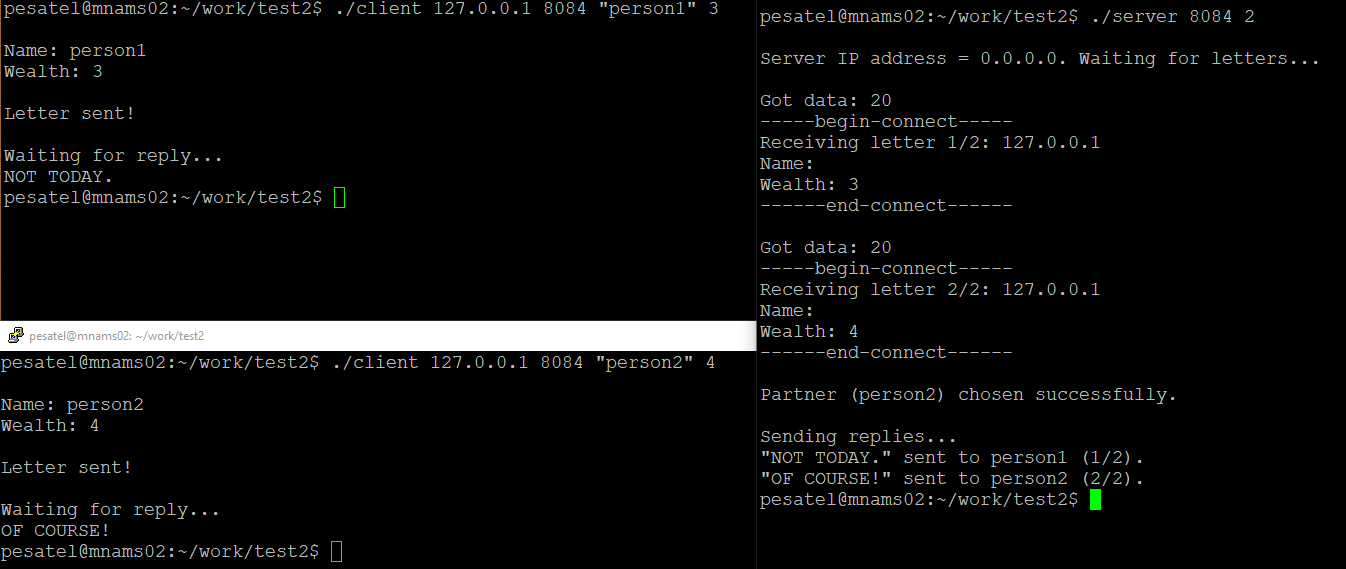 pesatel@mnams02:~/work/test2$ ./client 127.0.0.1 8084 "person1" 3
Name: person1
Wealth: 3
Letter sent!
Waiting for reply...
NOT TODAY.
pesatel@mnams02:~/work/test2$
pesatel@mnams02: ~/work/test2
pesatel@mnams02:~/work/test2$ ./client 127.0.0.1 8084 "person2" 4
Name: person2
Wealth: 4
Letter sent!
Waiting for reply...
OF COURSE!
pesatel@mnams02:~/work/test2$
pesatel@mnams02:~/work/test2$ ./server 8084 2
Server IP address = 0.0.0.0. Waiting for letters...
Got data: 20
-----begin-connect-----
Receiving letter 1/2: 127.0.0.1
Name:
Wealth: 3
------end-connect------
Got data: 20
-----begin-connect-----
Receiving letter 2/2: 127.0.0.1
Name:
Wealth: 4
------end-connect------
Partner (person2) chosen successfully.
Sending replies...
"NOT TODAY." sent to person1 (1/2).
"OF COURSE!" sent to person2 (2/2).
pesatel@mnams02:~/work/test2$